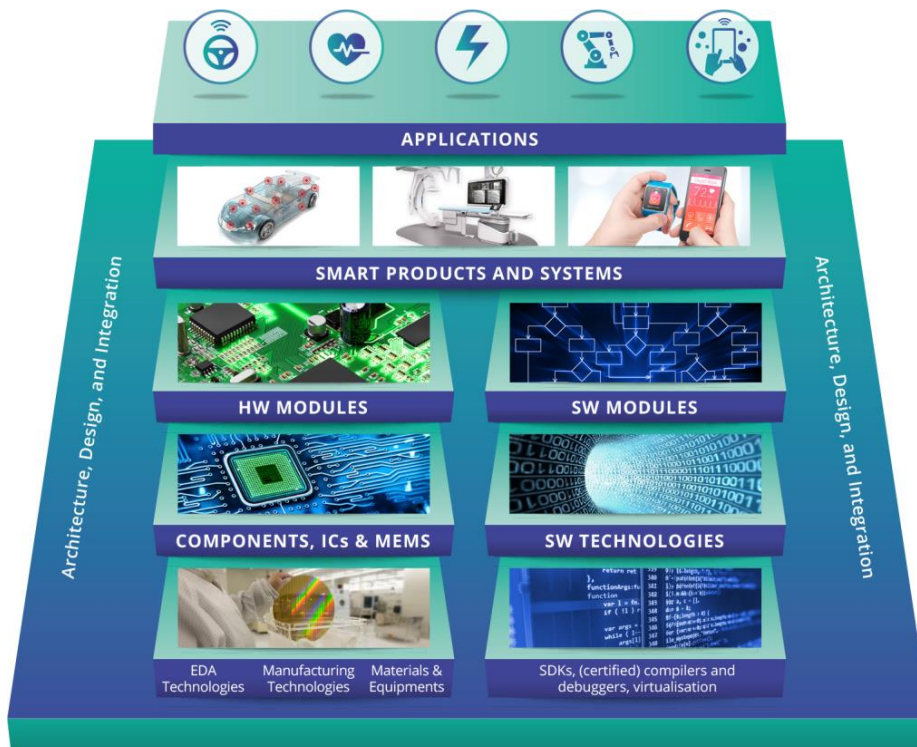 APPLICATIONS
SMART PRODUCTS AND SYSTEMS
Architecture, Design, and Integration
Architecture, Design, and Integration
HW MODULES
SW MODULES
COMPONENTS, ICs & MEMS
SW TECHNOLOGIES
EDA
Technologies
Manufacturing
Technologies
Materials &
Equipments
SDKs, (certified) compilers and
debuggers, virtualisation